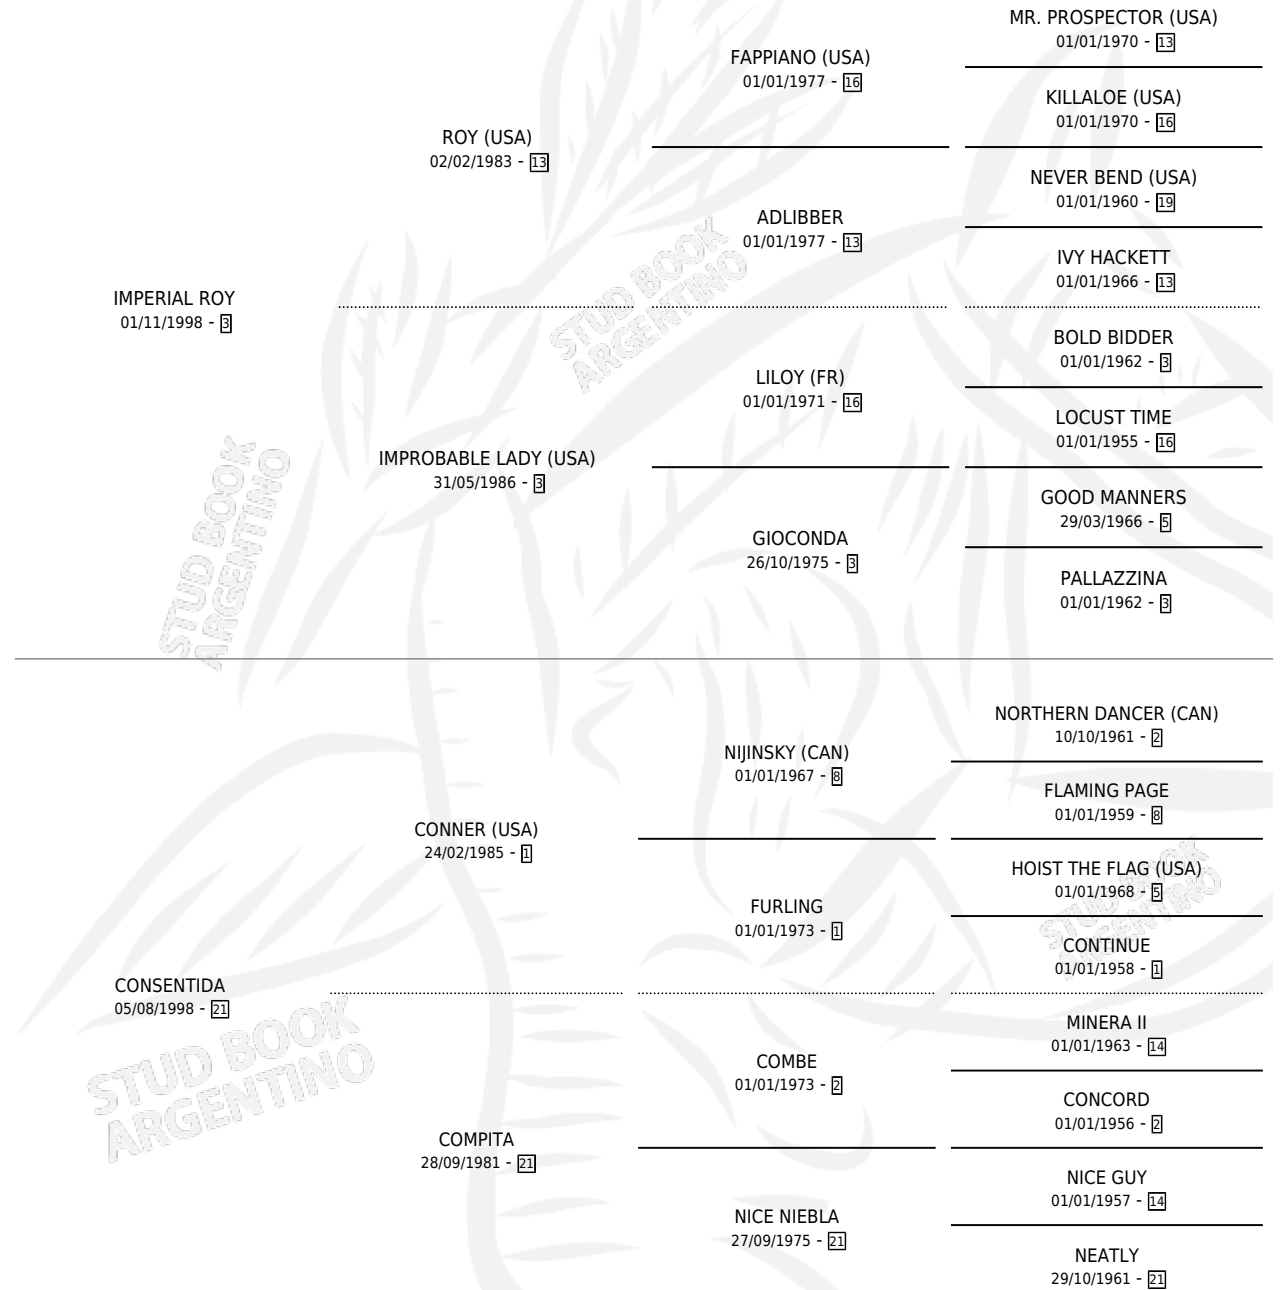 MR. PROSPECTOR (USA)
01/01/1970 - 13
FAPPIANO (USA)
01/01/1977 - 16
KILLALOE (USA)
01/01/1970 - 16
ROY (USA)
02/02/1983 - 13
NEVER BEND (USA)
01/01/1960 - 19
ADLIBBER
01/01/1977 - 13
IVY HACKETT
01/01/1966 - 13
IMPERIAL ROY
01/11/1998 - 3
STUD BOOK
ARGENTINO
BOLD BIDDER
01/01/1962 - 3
LILOY (FR)
01/01/1971 - 16
LOCUST TIME
01/01/1955 - 16
IMPROBABLE LADY (USA)
31/05/1986 - 3
GOOD MANNERS
29/03/1966 - 5
GIOCONDA
26/10/1975 - 3
PALLAZZINA
01/01/1962 - 3
STUD BOOK
ARGENTINO
NORTHERN DANCER (CAN)
10/10/1961 - 2
NIJINSKY (CAN)
01/01/1967 - 8
FLAMING PAGE
01/01/1959 - 8
CONNER (USA)
24/02/1985 - 1
HOIST THE FLAG (USA)
01/01/1968 - 5
FURLING
01/01/1973 - 1
STUD BOOK
ARGENTINO
CONTINUE
01/01/1958 - 1
CONSENTIDA
05/08/1998 - 21
MINERA II
01/01/1963 - 14
COMBE
01/01/1973 - 2
STUD BOOK
ARGENTINO
CONCORD
01/01/1956 - 2
COMPITA
28/09/1981 - 21
NICE GUY
01/01/1957 - 14
NICE NIEBLA
27/09/1975 - 21
NEATLY
29/10/1961 - 21